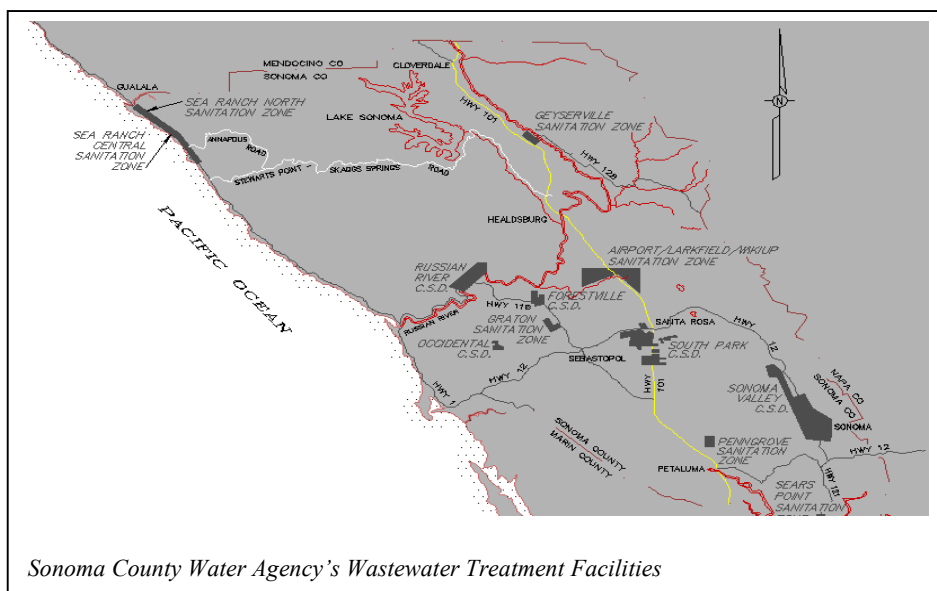 MENDOCINO CO
SONOMA CO
CLOVERDALE
GUALALA
SEA RANCH NORTH
SANITATION ZONE
HWY 101
GEYSERVILLE
SANITATION ZONE
LAKE SONOMA
SEA RANCH
CENTRAL
SANITATION
ZONE
ANNAPOLIS
ROAD
HWY 128
STEWARTS POINT
SKAGGS SPRINGS
ROAD
N
HEALDSBURG
PACIFIC OCEAN
AIRPORT/LARKFIELD/WIKIUP
SANITATION ZONE
RUSSIAN
RIVER
C.S.D.
HWY 116
FORESTVILLE
C.S.D.
GRATON
SANITATION
ZONE
RUSSIAN RIVER
SANTA ROSA
HWY
12
OCCIDENTAL
C.S.D.
SEBASTOPOL
SOUTH PARK
C.S.D.
HWY 1
HWY 12
HWY 101
NAPA CO
SONOMA CO
SONOMA
VALLEY
C.S.D.
SONOMA
SONOMA COUNTY
MARIN COUNTY
PENNGROVE
SANITATION
ZONE
HWY 12
PETALUMA
HWY 101
SEARS
POINT
SANITATION
Sonoma County Water Agency's Wastewater Treatment Facilities